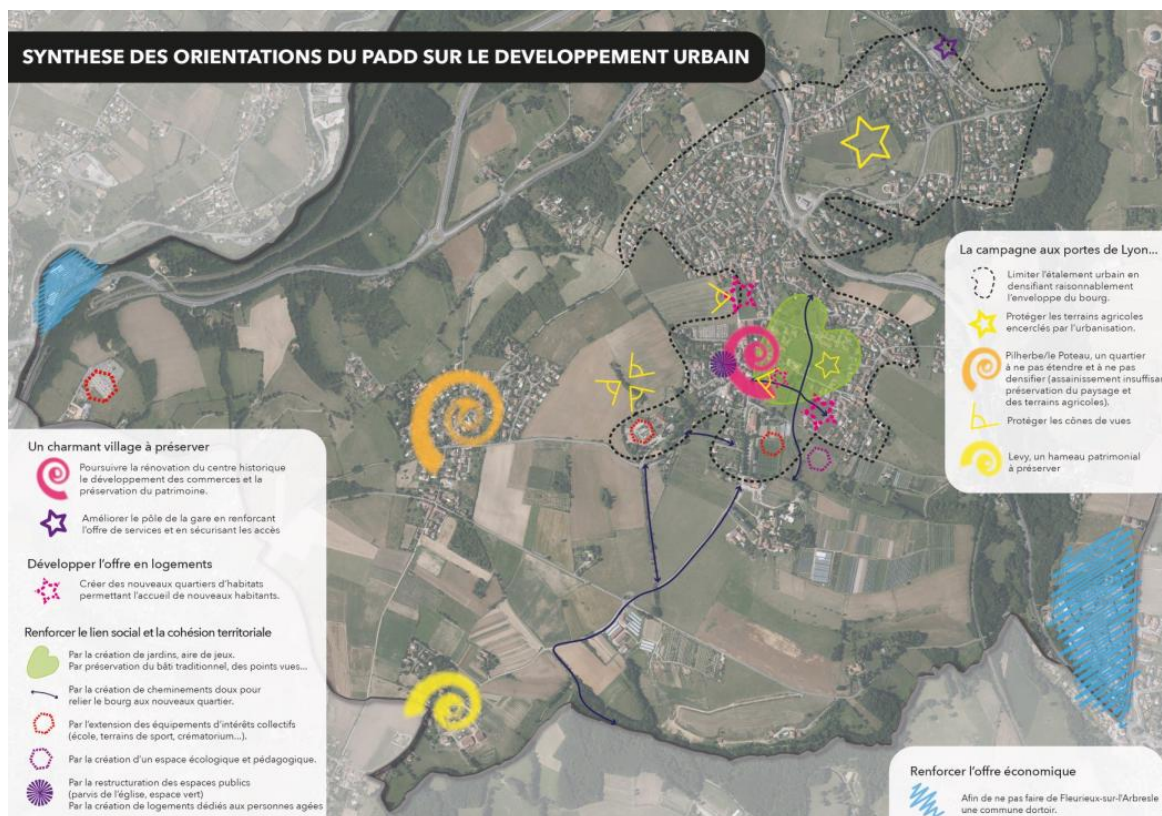 SYNTHESE DES ORIENTATIONS DU PADD SUR LE DEVELOPPEMENT URBAIN
La campagne aux portes de Lyon...
Limiter l'étalement urbain en
densifiant raisonnablement
l'enveloppe du bourg.
Protéger les terrains agricoles
encerclés par l'urbanisation.
Pilherbe/le Poteau, un quartier
à ne pas étendre et à ne pas
densifier (assainissement insuffisan
préservation du paysage et
des terrains agricoles).
Protéger les cônes de vues
Levy, un hameau patrimonial
à préserver
Un charmant village à préserver
Poursuivre la rénovation du centre historique
le développement des commerces et la
préservation du patrimoine.
Améliorer le pôle de la gare en renforcant
l'offre de services et en sécurisant les accès
Développer l'offre en logements
Créer des nouveaux quartiers d'habitats
permettant l'accueil de nouveaux habitants.
Renforcer le lien social et la cohésion territoriale
Par la création de jardins, aire de jeux.
Par préservation du bâti traditionnel, des points vues...
Par la création de cheminements doux pour
relier le bourg aux nouveaux quartier.
Par l'extension des équipements d'intérêts collectifs
(école, terrains de sport, crématorium...).
Par la création d'un espace écologique et pédagogique.
Par la restructuration des espaces publics
(parvis de l'église, espace vert)
Par la création de logements dédiés aux personnes agées
Renforcer l'offre économique
Afin de ne pas faire de Fleurieux-sur-l'Arbresle
une commune dortoir.